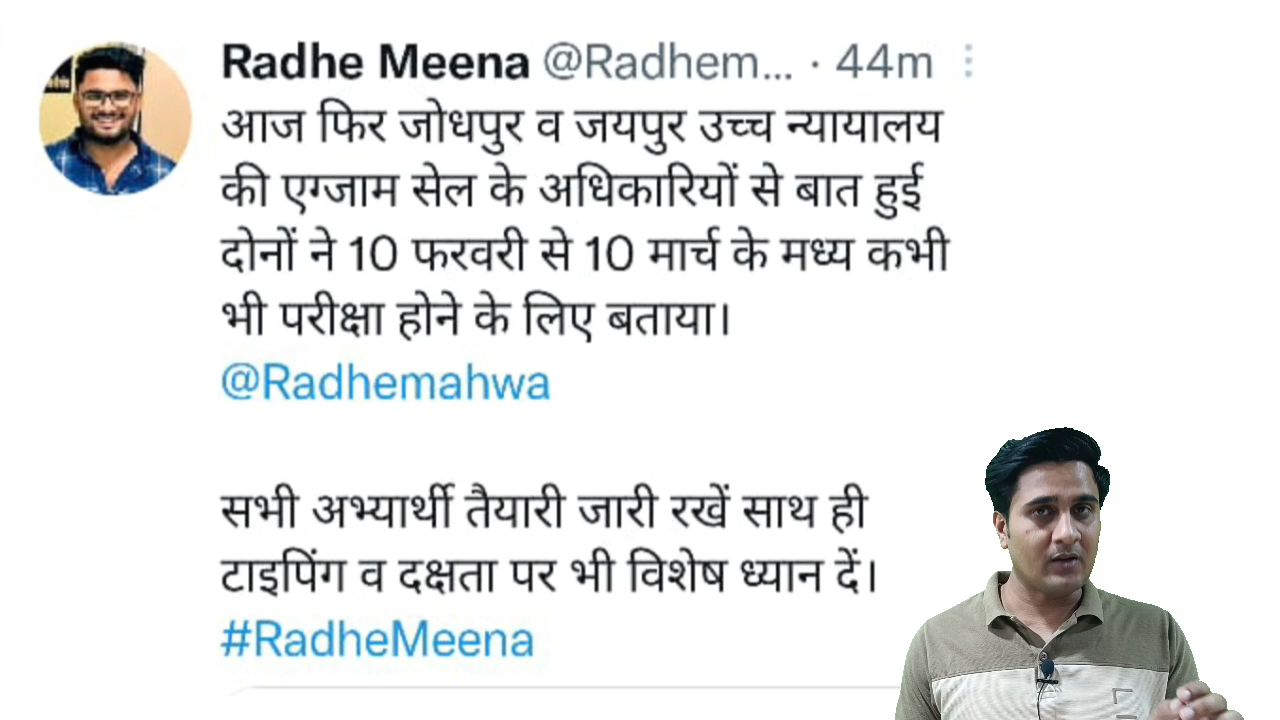 Radhe Meena @Radhem... · 44m
आज फिर जोधपुर व जयपुर उच्च न्यायालय
की एग्जाम सेल के अधिकारियों से बात हुई
दोनों ने 10 फरवरी से 10 मार्च के मध्य कभी
भी परीक्षा होने के लिए बताया।
@Radhemahwa
सभी अभ्यार्थी तैयारी जारी रखें साथ ही
टाइपिंग व दक्षता पर भी विशेष ध्यान दें।
#RadheMeena